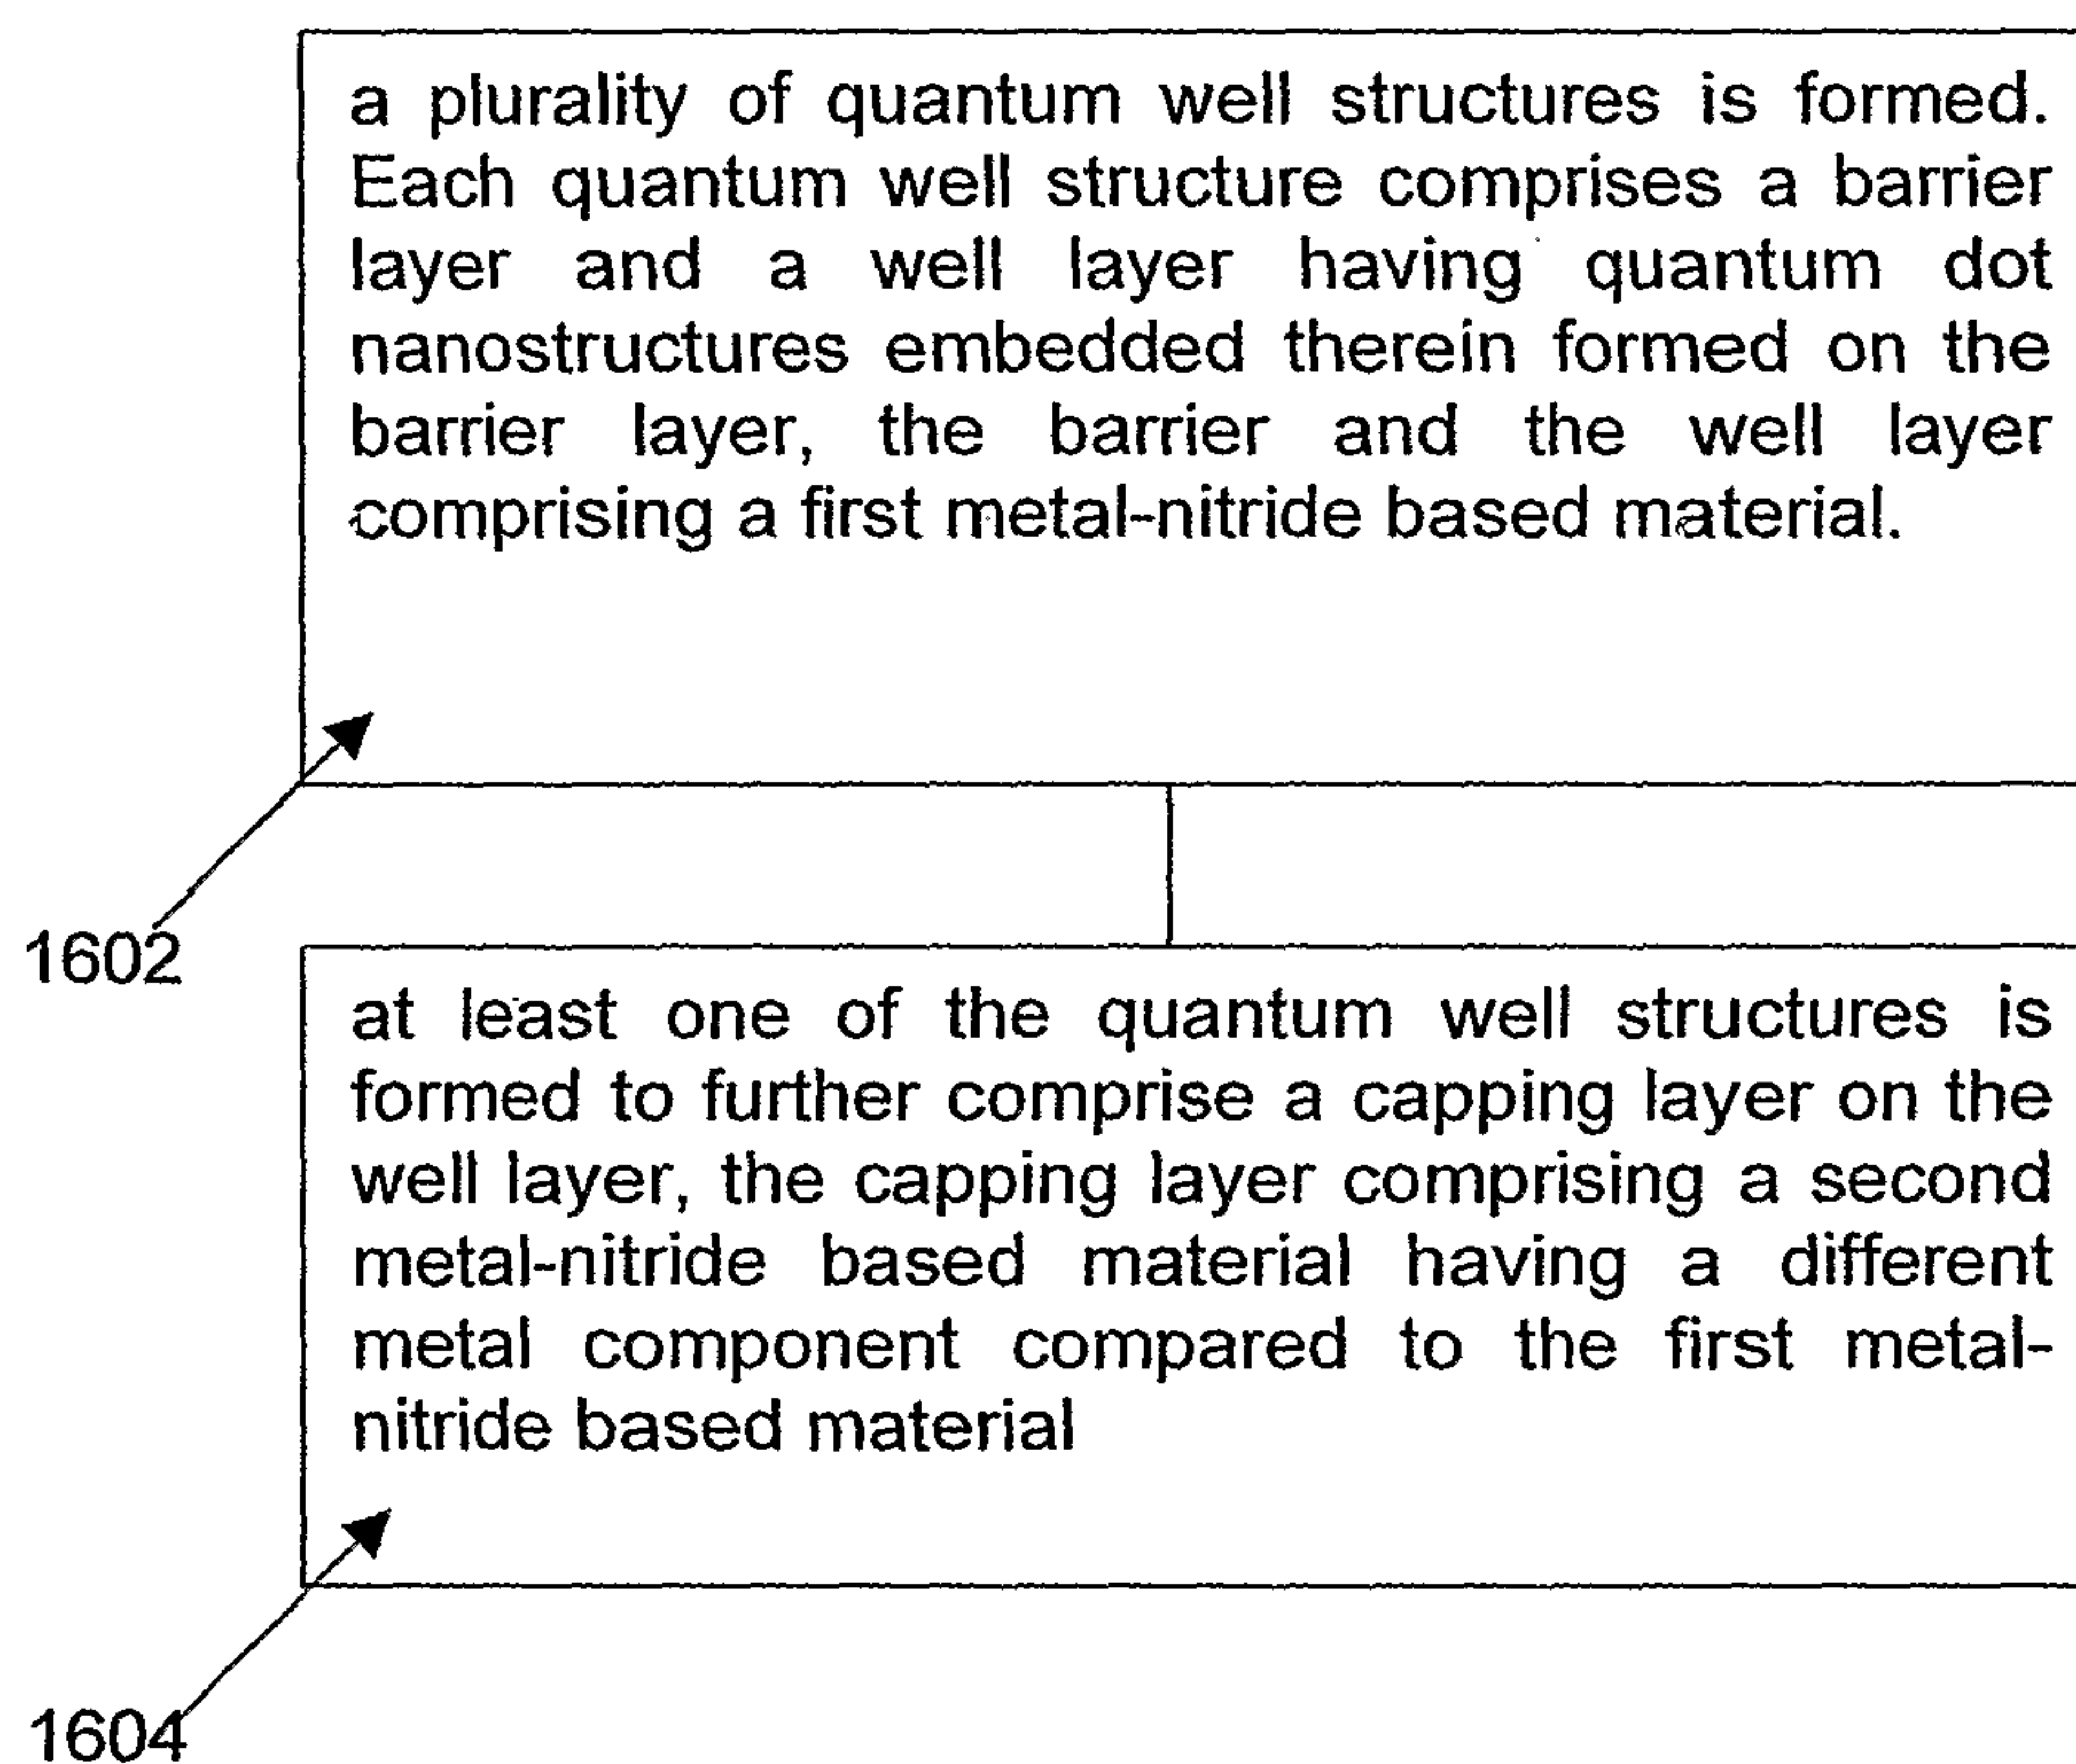 a plurality of quantum well structures is formed.
Each quantum well structure comprises a barrier
layer and a well layer having quantum dot
nanostructures embedded therein formed on the
barrier layer, the barrier and the well layer
comprising a first metal-nitride based material.
1602
at least one of the quantum well structures is
formed to further comprise a capping layer on the
well layer, the capping layer comprising a second
metal-nitride based material having a different
metal component compared to the first metal-
nitride based material
1604